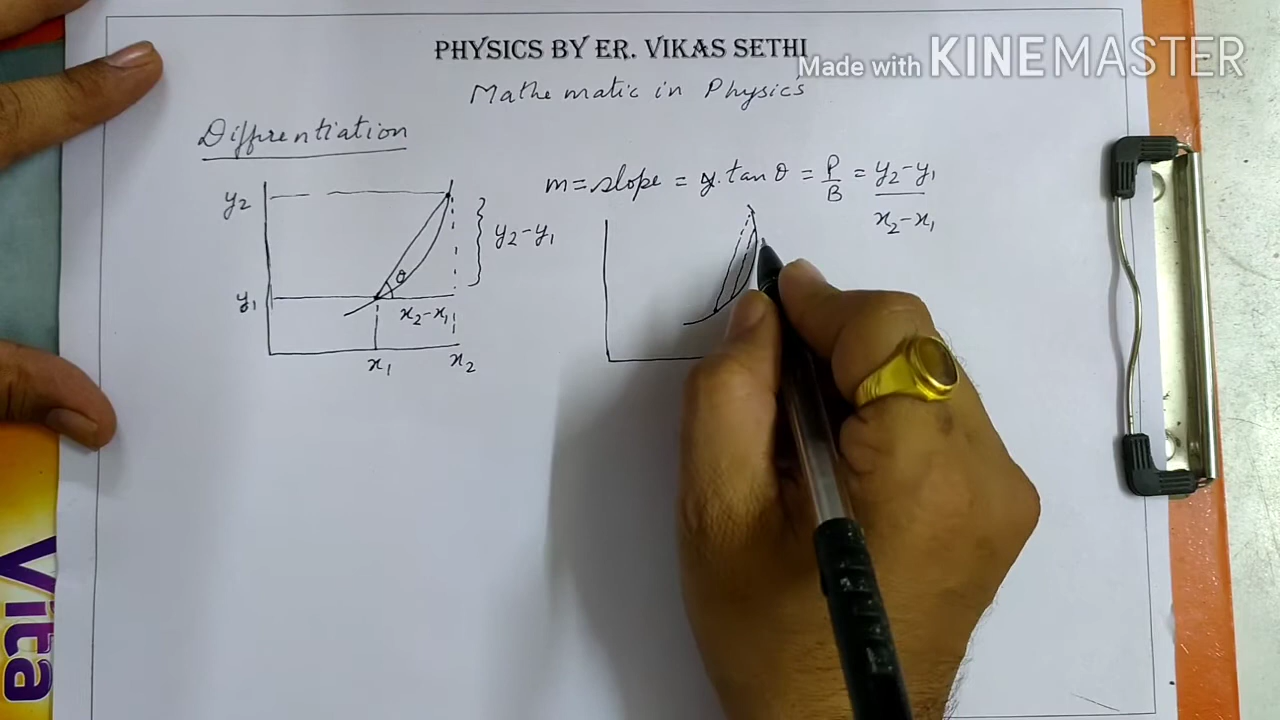 PHYSICS BY ER. VIKAS SETHI
Made with KINEMASTER
Mathematic in Physics
Diffrentiation
m = slope = y. tan θ = P/B = y2-y1/x2-x1
y2
y2-y1
θ
y1
x2-x1
x1
x2
Vita